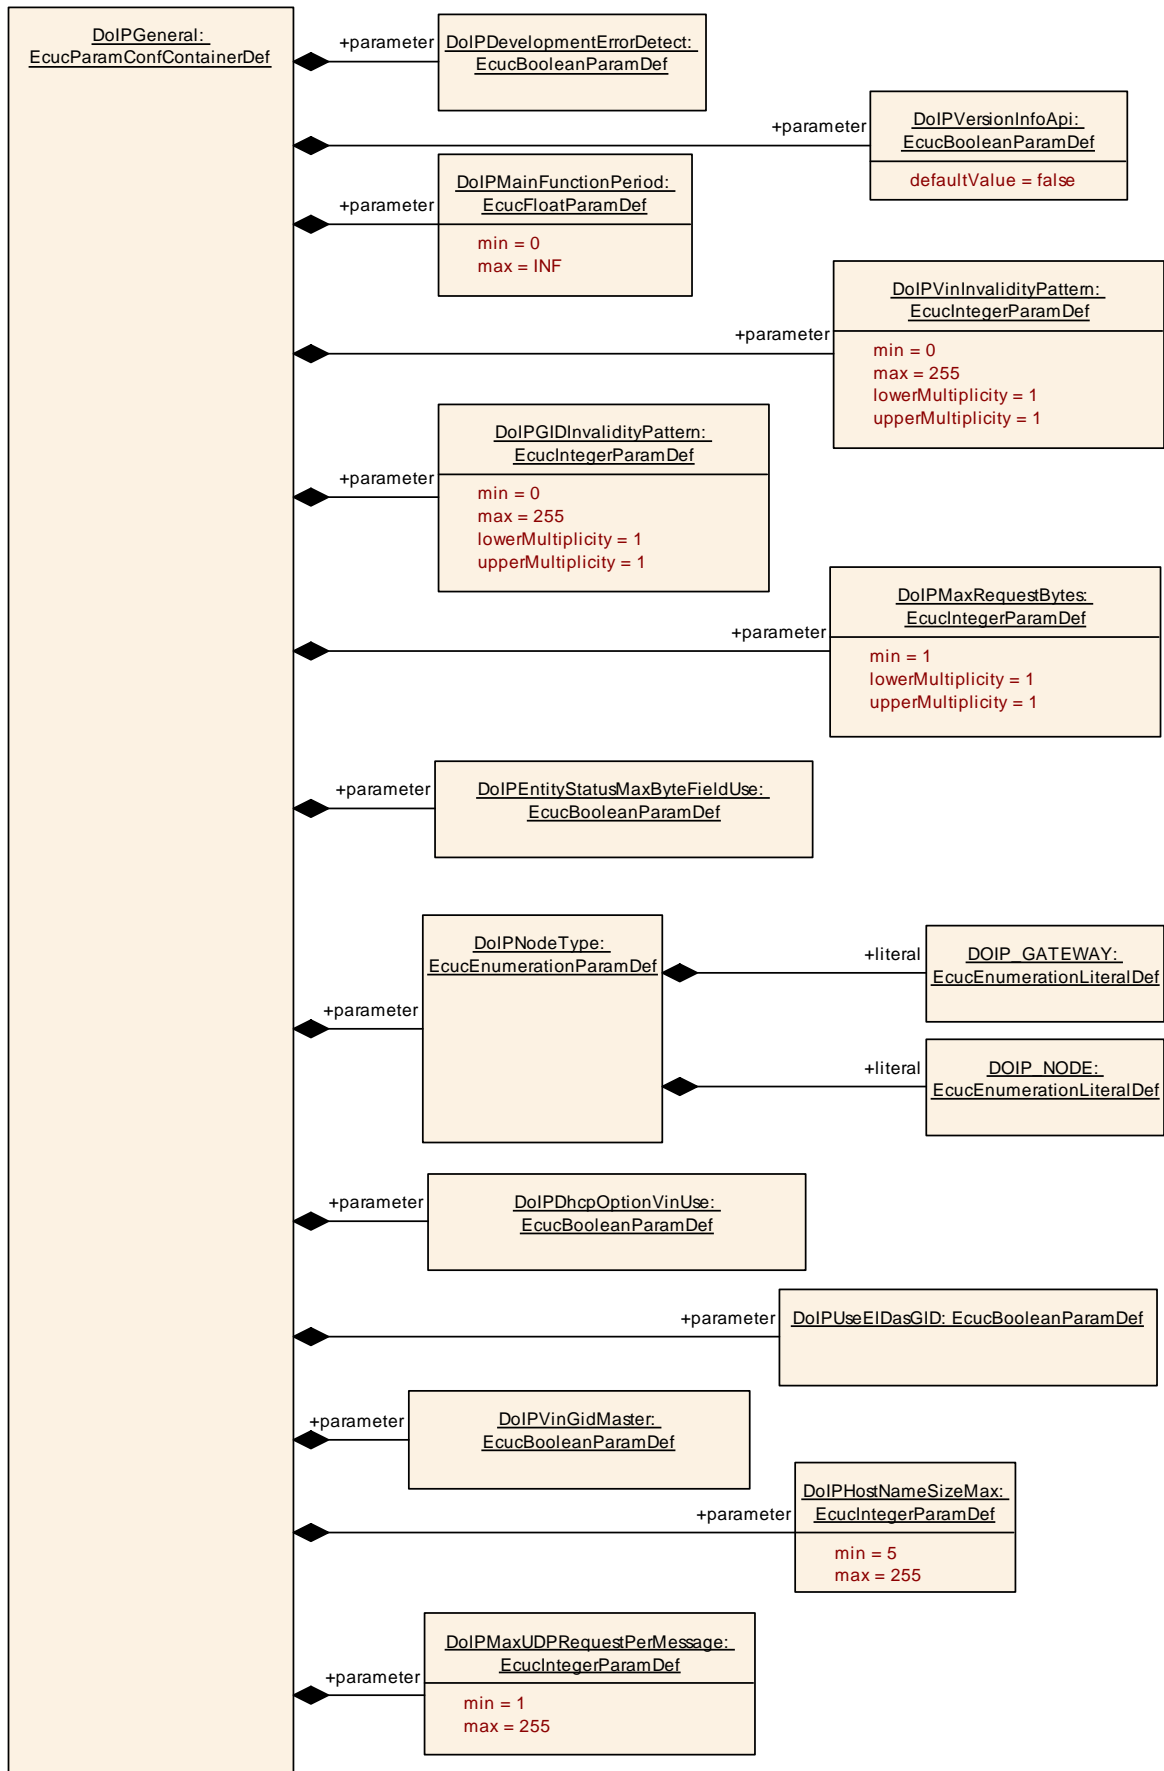 DoIPGeneral:
EcucParamConfContainerDef
+parameter
DoIPDevelopmentErrorDetect:
EcucBooleanParamDef
+parameter
DoIPVersionInfoApi:
EcucBooleanParamDef
defaultValue = false
+parameter
DoIPMainFunctionPeriod:
EcucFloatParamDef
min = 0
max = INF
+parameter
DoIPVinInvalidityPattern:
EcucIntegerParamDef
min = 0
max = 255
lowerMultiplicity = 1
upperMultiplicity = 1
+parameter
DoIPGIDInvalidityPattern:
EcucIntegerParamDef
min = 0
max = 255
lowerMultiplicity = 1
upperMultiplicity = 1
+parameter
DoIPMaxRequestBytes:
EcucIntegerParamDef
min = 1
lowerMultiplicity = 1
upperMultiplicity = 1
+parameter
DoIPEntityStatusMaxByteFieldUse:
EcucBooleanParamDef
+parameter
DoIPNodeType:
EcucEnumerationParamDef
+literal
DOIP_GATEWAY:
EcucEnumerationLiteralDef
+literal
DOIP_NODE:
EcucEnumerationLiteralDef
+parameter
DoIPDhcpOptionVinUse:
EcucBooleanParamDef
+parameter
DoIPUseEIDasGID: EcucBooleanParamDef
+parameter
DoIPVinGidMaster:
EcucBooleanParamDef
+parameter
DoIPHostNameSizeMax:
EcucIntegerParamDef
min = 5
max = 255
+parameter
DoIPMaxUDPRequestPerMessage:
EcucIntegerParamDef
min = 1
max = 255